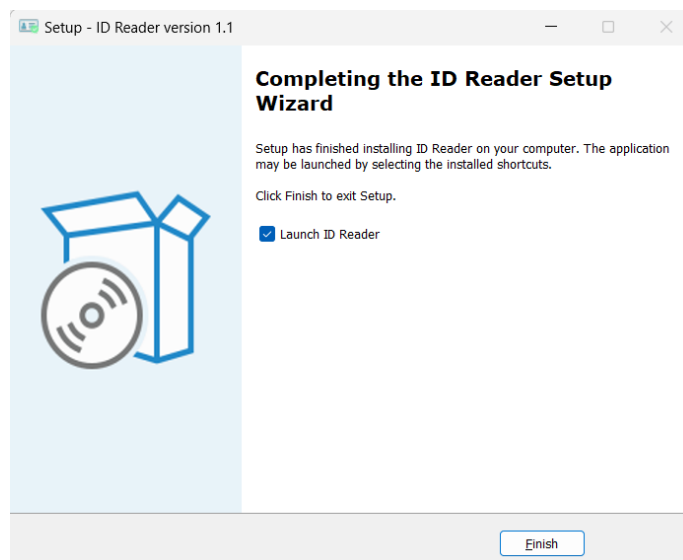 Setup - ID Reader version 1.1
Completing the ID Reader Setup
Wizard
Setup has finished installing ID Reader on your computer. The application
may be launched by selecting the installed shortcuts.
Click Finish to exit Setup.
Launch ID Reader
Finish